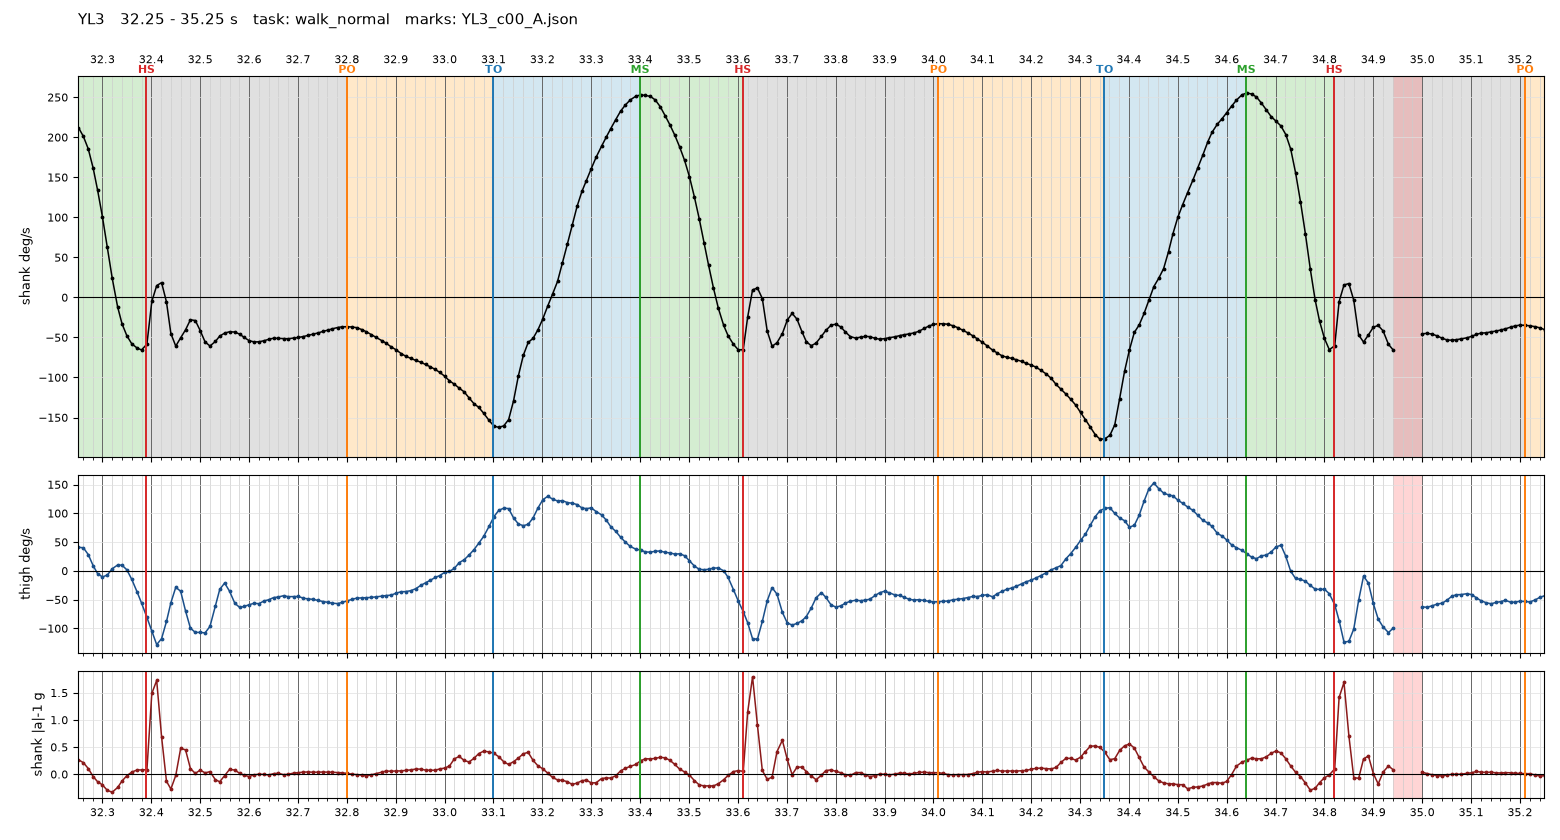 YL3   32.25 - 35.25 s   task: walk_normal   marks: YL3_c00_A.json
32.3 32.4 32.5 32.6 32.7 32.8 32.9 33.0 33.1 33.2 33.3 33.4 33.5 33.6 33.7 33.8 33.9 34.0 34.1 34.2 34.3 34.4 34.5 34.6 34.7 34.8 34.9 35.0 35.1 35.2
HS PO TO MS HS PO TO MS HS PO
250
200
150
100
50
0
−50
−100
−150
shank deg/s
150
100
50
0
−50
−100
thigh deg/s
1.5
1.0
0.5
0.0
shank |a|-1 g
32.3 32.4 32.5 32.6 32.7 32.8 32.9 33.0 33.1 33.2 33.3 33.4 33.5 33.6 33.7 33.8 33.9 34.0 34.1 34.2 34.3 34.4 34.5 34.6 34.7 34.8 34.9 35.0 35.1 35.2